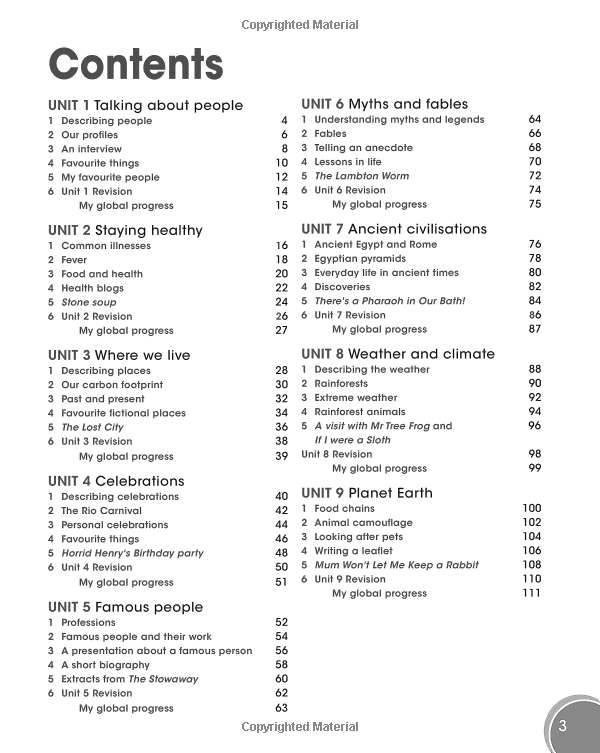 Copyrighted Material
Contents
UNIT 1 Talking about people
1 Describing people 4
2 Our profiles 6
3 An interview 8
4 Favourite things 10
5 My favourite people 12
6 Unit 1 Revision 14
My global progress 15
UNIT 2 Staying healthy
1 Common illnesses 16
2 Fever 18
3 Food and health 20
4 Health blogs 22
5 Stone soup 24
6 Unit 2 Revision 26
My global progress 27
UNIT 3 Where we live
1 Describing places 28
2 Our carbon footprint 30
3 Past and present 32
4 Favourite fictional places 34
5 The Lost City 36
6 Unit 3 Revision 38
My global progress 39
UNIT 4 Celebrations
1 Describing celebrations 40
2 The Rio Carnival 42
3 Personal celebrations 44
4 Favourite things 46
5 Horrid Henry's Birthday party 48
6 Unit 4 Revision 50
My global progress 51
UNIT 5 Famous people
1 Professions 52
2 Famous people and their work 54
3 A presentation about a famous person 56
4 A short biography 58
5 Extracts from The Stowaway 60
6 Unit 5 Revision 62
My global progress 63
UNIT 6 Myths and fables
1 Understanding myths and legends 64
2 Fables 66
3 Telling an anecdote 68
4 Lessons in life 70
5 The Lambton Worm 72
6 Unit 6 Revision 74
My global progress 75
UNIT 7 Ancient civilisations
1 Ancient Egypt and Rome 76
2 Egyptian pyramids 78
3 Everyday life in ancient times 80
4 Discoveries 82
5 There's a Pharaoh in Our Bath! 84
6 Unit 7 Revision 86
My global progress 87
UNIT 8 Weather and climate
1 Describing the weather 88
2 Rainforests 90
3 Extreme weather 92
4 Rainforest animals 94
5 A visit with Mr Tree Frog and 96
If I were a Sloth
Unit 8 Revision 98
My global progress 99
UNIT 9 Planet Earth
1 Food chains 100
2 Animal camouflage 102
3 Looking after pets 104
4 Writing a leaflet 106
5 Mum Won't Let Me Keep a Rabbit 108
6 Unit 9 Revision 110
My global progress 111
Copyrighted Material
3